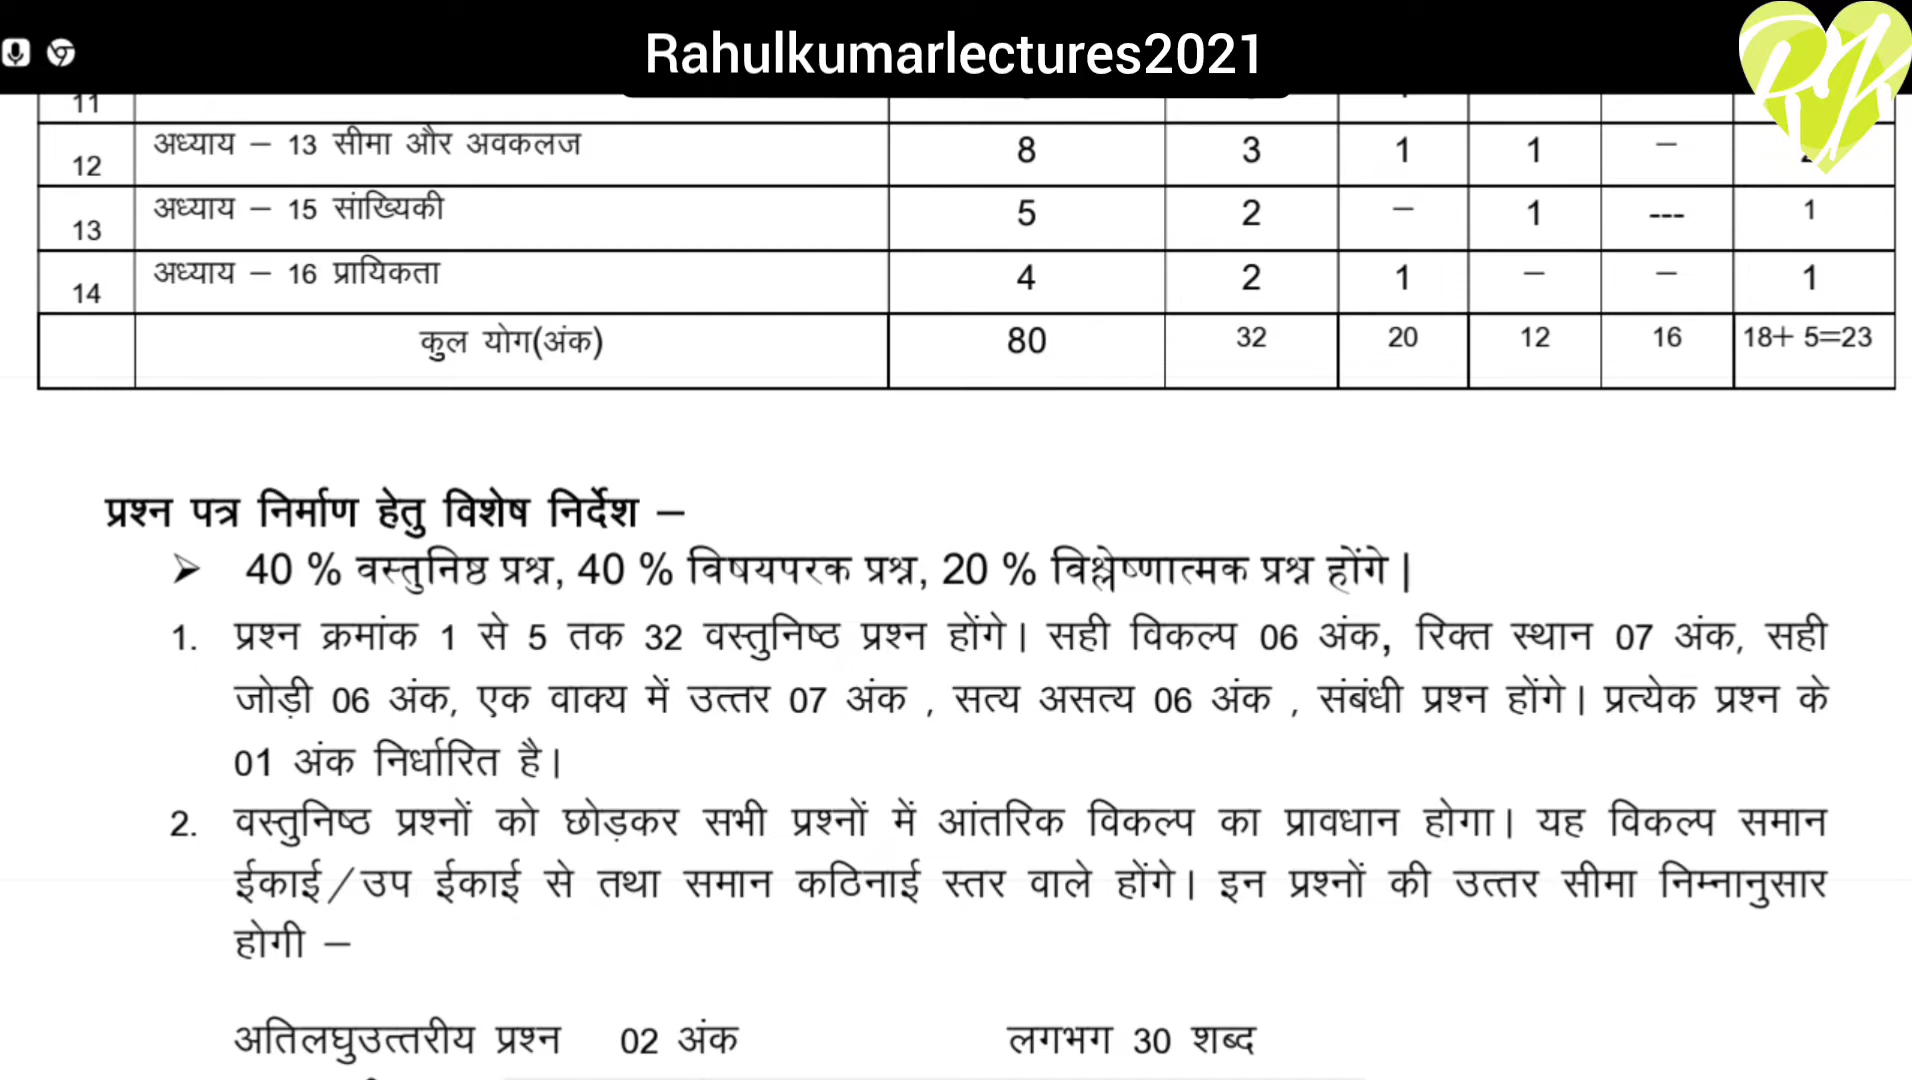 Rahulkumarlectures2021
RK
11
12 अध्याय – 13 सीमा और अवकलज 8 3 1 1 –
13 अध्याय – 15 सांख्यिकी 5 2 – 1 --- 1
14 अध्याय – 16 प्रायिकता 4 2 1 – – 1
कुल योग(अंक) 80 32 20 12 16 18+ 5=23
प्रश्न पत्र निर्माण हेतु विशेष निर्देश –
➢ 40 % वस्तुनिष्ठ प्रश्न, 40 % विषयपरक प्रश्न, 20 % विश्लेष्णात्मक प्रश्न होंगे |
1. प्रश्न क्रमांक 1 से 5 तक 32 वस्तुनिष्ठ प्रश्न होंगे। सही विकल्प 06 अंक, रिक्त स्थान 07 अंक, सही
जोड़ी 06 अंक, एक वाक्य में उत्तर 07 अंक , सत्य असत्य 06 अंक , संबंधी प्रश्न होंगे। प्रत्येक प्रश्न के
01 अंक निर्धारित है।
2. वस्तुनिष्ठ प्रश्नों को छोड़कर सभी प्रश्नों में आंतरिक विकल्प का प्रावधान होगा। यह विकल्प समान
ईकाई/उप ईकाई से तथा समान कठिनाई स्तर वाले होंगे। इन प्रश्नों की उत्तर सीमा निम्नानुसार
होगी –
अतिलघुउत्तरीय प्रश्न 02 अंक लगभग 30 शब्द